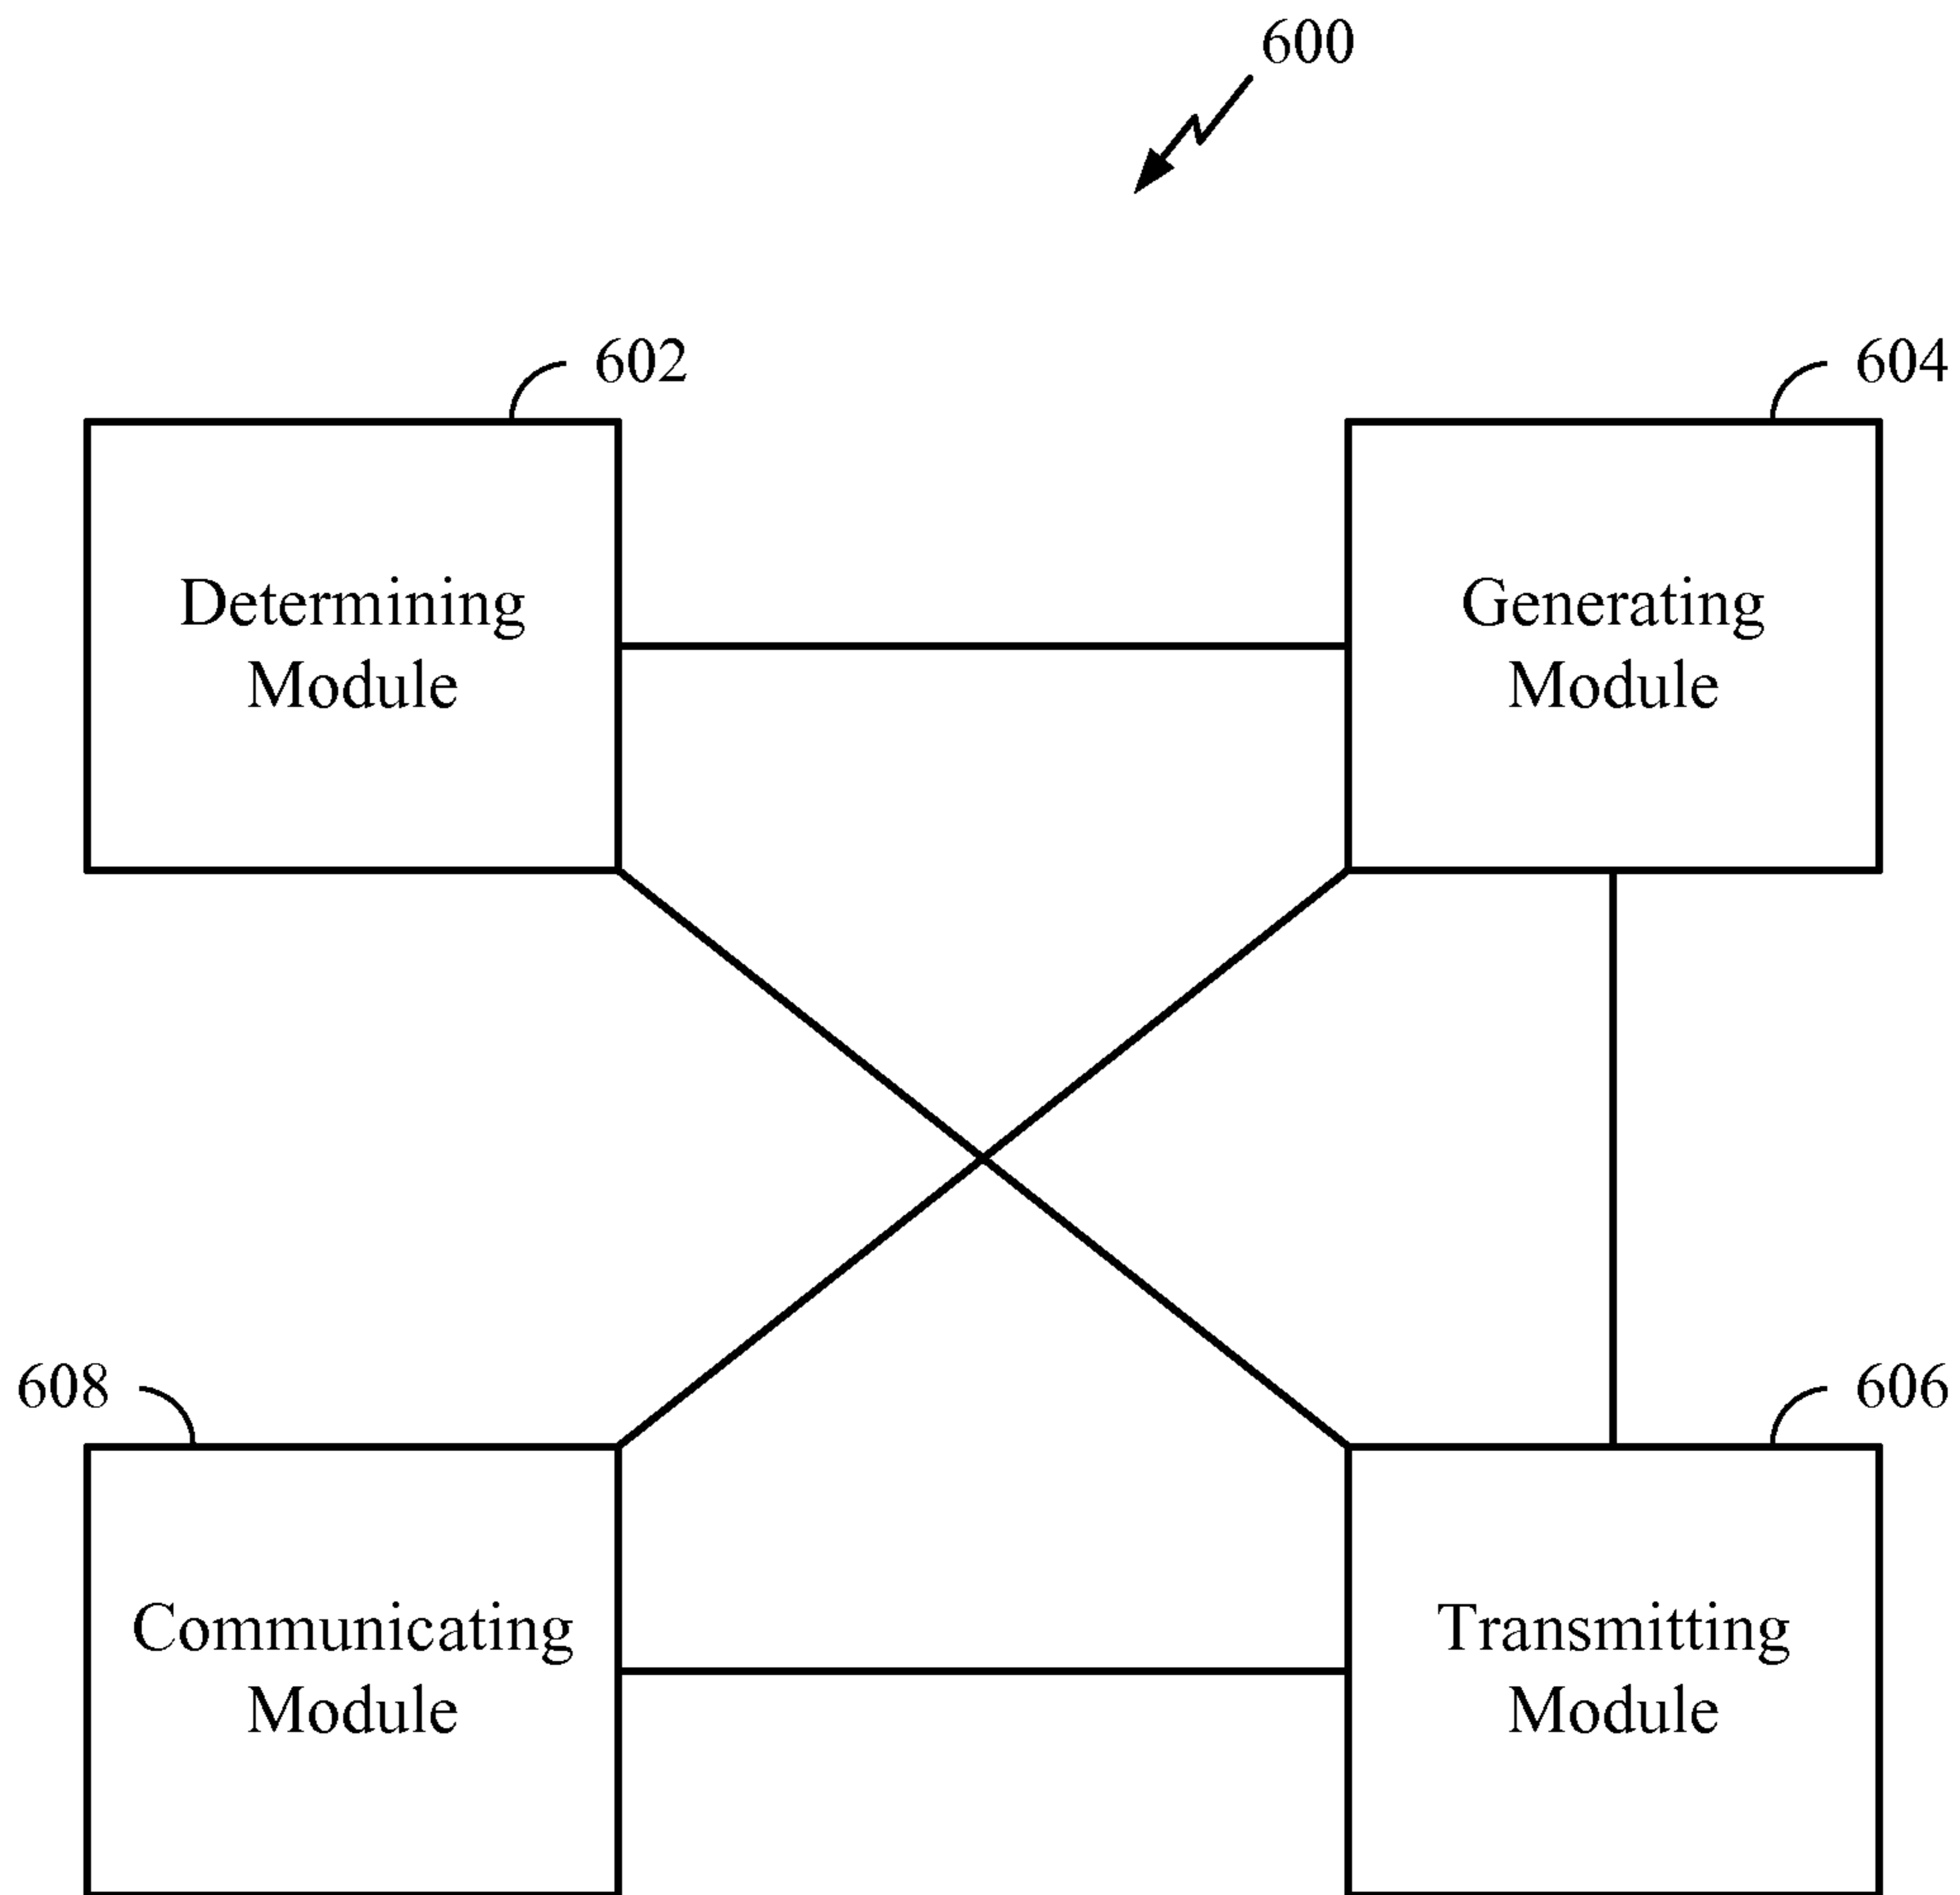 600
602
604
Determining
Module
Generating
Module
608
606
Communicating
Module
Transmitting
Module